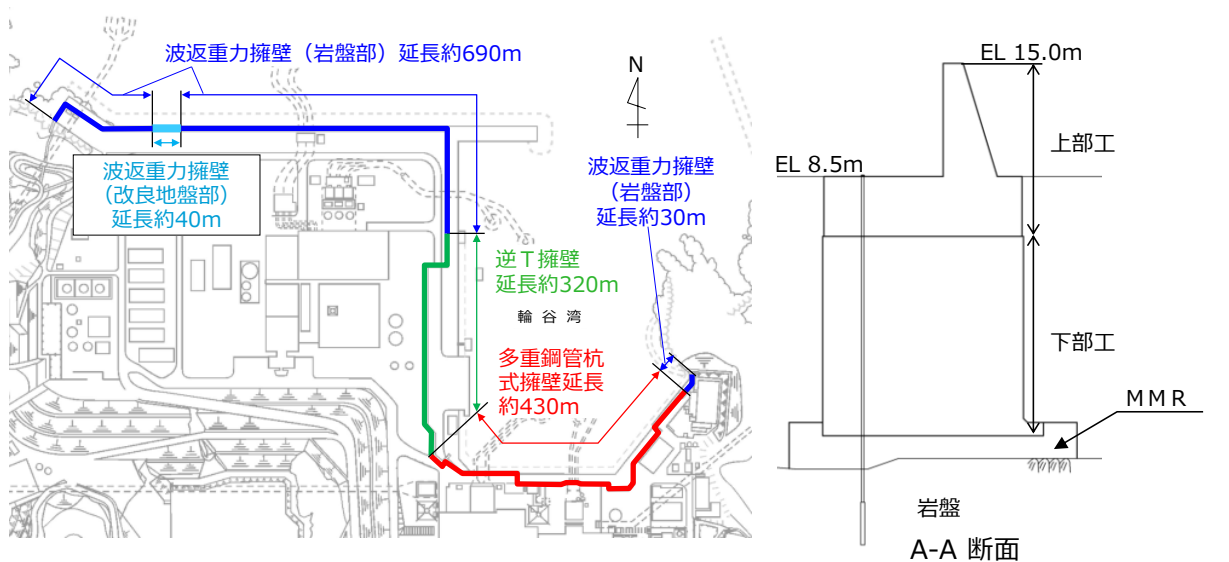 波返重力擁壁（岩盤部）延長約690m
N
波返重力擁壁
（改良地盤部）
延長約40m
波返重力擁壁
（岩盤部）
延長約30m
逆Ｔ擁壁
延長約320m
輪谷湾
多重鋼管杭
式擁壁延長
約430m
EL 15.0m
上部工
EL 8.5m
下部工
ＭＭＲ
岩盤
A-A 断面